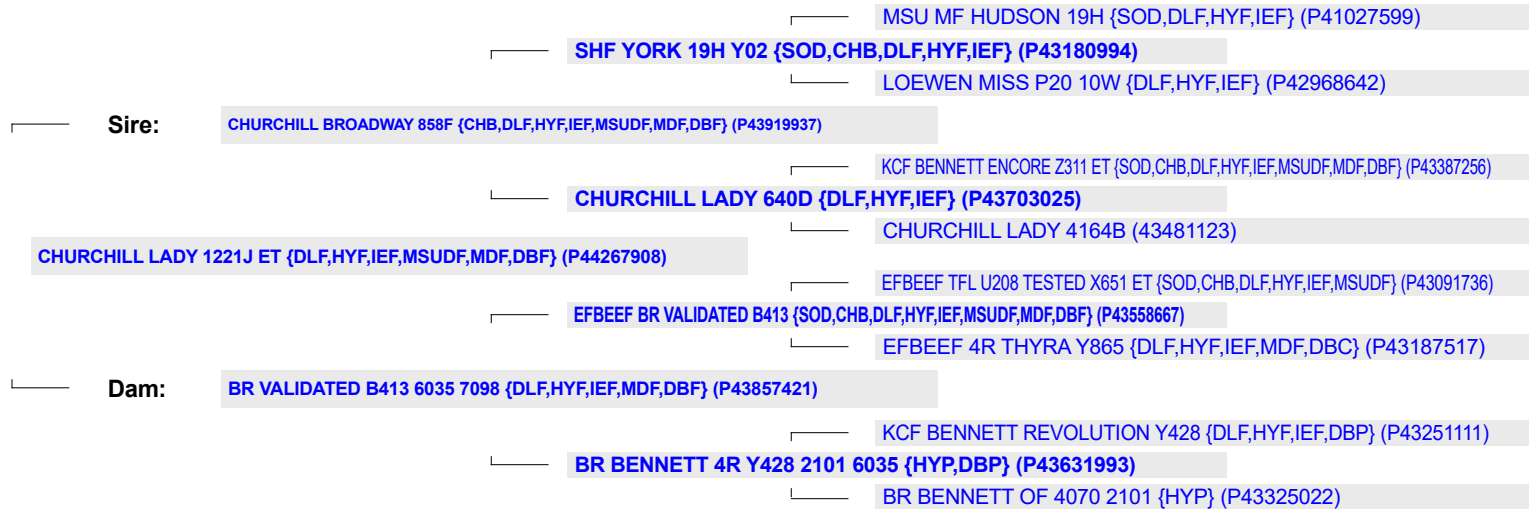 MSU MF HUDSON 19H {SOD,DLF,HYF,IEF} (P41027599)
SHF YORK 19H Y02 {SOD,CHB,DLF,HYF,IEF} (P43180994)
LOEWEN MISS P20 10W {DLF,HYF,IEF} (P42968642)
Sire: CHURCHILL BROADWAY 858F {CHB,DLF,HYF,IEF,MSUDF,MDF,DBF} (P43919937)
KCF BENNETT ENCORE Z311 ET {SOD,CHB,DLF,HYF,IEF,MSUDF,MDF,DBF} (P43387256)
CHURCHILL LADY 640D {DLF,HYF,IEF} (P43703025)
CHURCHILL LADY 4164B (43481123)
CHURCHILL LADY 1221J ET {DLF,HYF,IEF,MSUDF,MDF,DBF} (P44267908)
EFBEEF TFL U208 TESTED X651 ET {SOD,CHB,DLF,HYF,IEF,MSUDF} (P43091736)
EFBEEF BR VALIDATED B413 {SOD,CHB,DLF,HYF,IEF,MSUDF,MDF,DBF} (P43558667)
EFBEEF 4R THYRA Y865 {DLF,HYF,IEF,MDF,DBC} (P43187517)
Dam: BR VALIDATED B413 6035 7098 {DLF,HYF,IEF,MDF,DBF} (P43857421)
KCF BENNETT REVOLUTION Y428 {DLF,HYF,IEF,DBP} (P43251111)
BR BENNETT 4R Y428 2101 6035 {HYP,DBP} (P43631993)
BR BENNETT OF 4070 2101 {HYP} (P43325022)